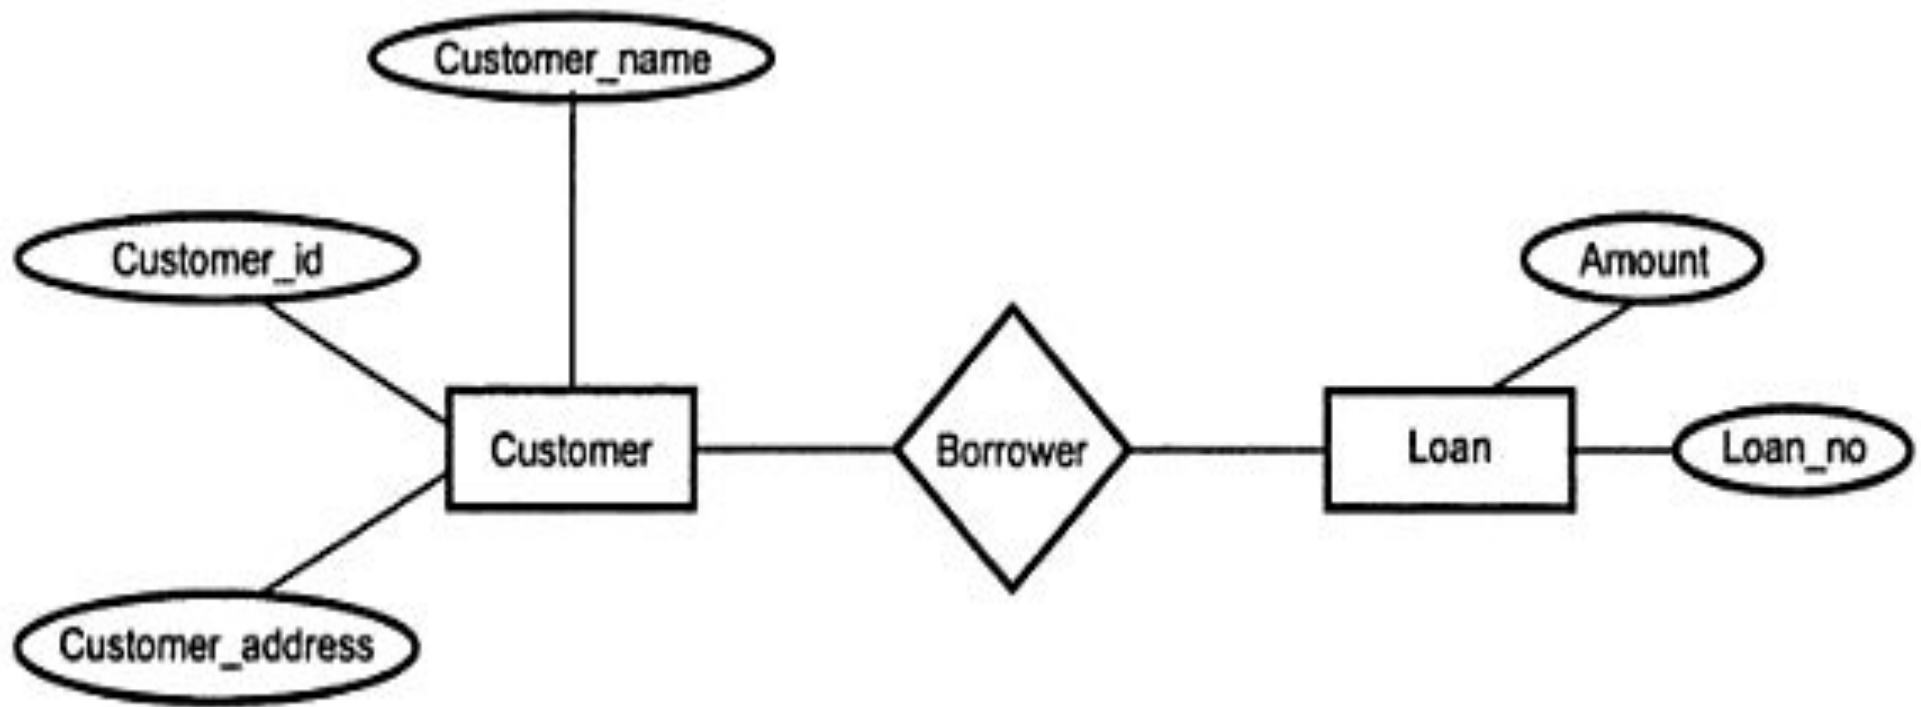 Customer_name
Customer_id
Amount
Customer
Borrower
Loan
Loan_no
Customer_address